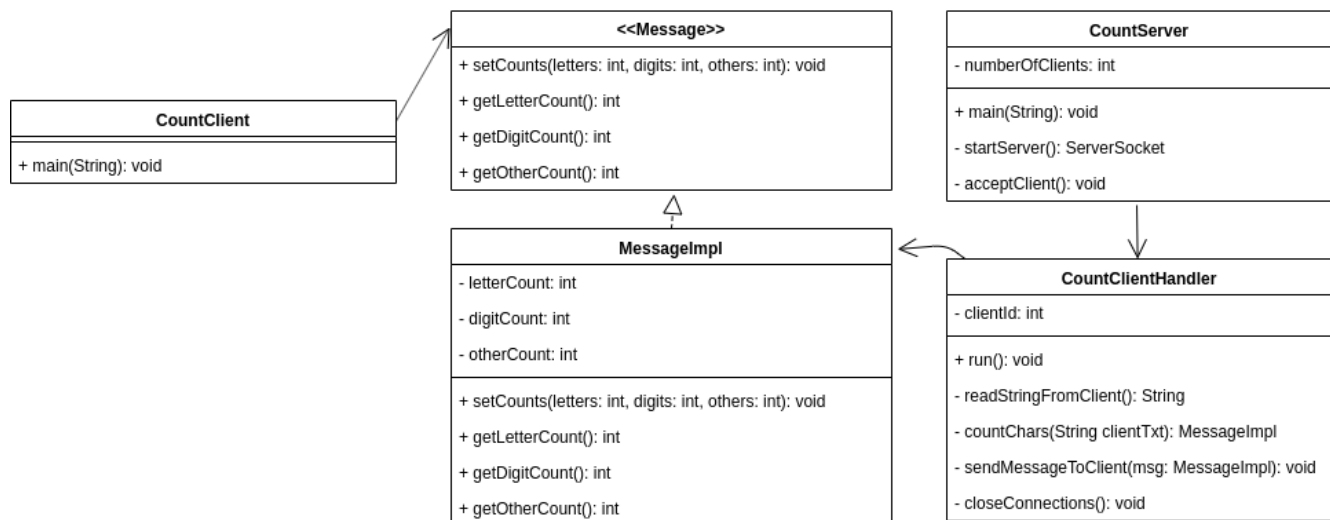 <<Message>>
+ setCounts(letters: int, digits: int, others: int): void
+ getLetterCount(): int
+ getDigitCount(): int
+ getOtherCount(): int
CountServer
- numberOfClients: int
+ main(String): void
- startServer(): ServerSocket
- acceptClient(): void
CountClient
+ main(String): void
MessageImpl
- letterCount: int
- digitCount: int
- otherCount: int
+ setCounts(letters: int, digits: int, others: int): void
+ getLetterCount(): int
+ getDigitCount(): int
+ getOtherCount(): int
CountClientHandler
- clientId: int
+ run(): void
- readStringFromClient(): String
- countChars(String clientTxt): MessageImpl
- sendMessageToClient(msg: MessageImpl): void
- closeConnections(): void